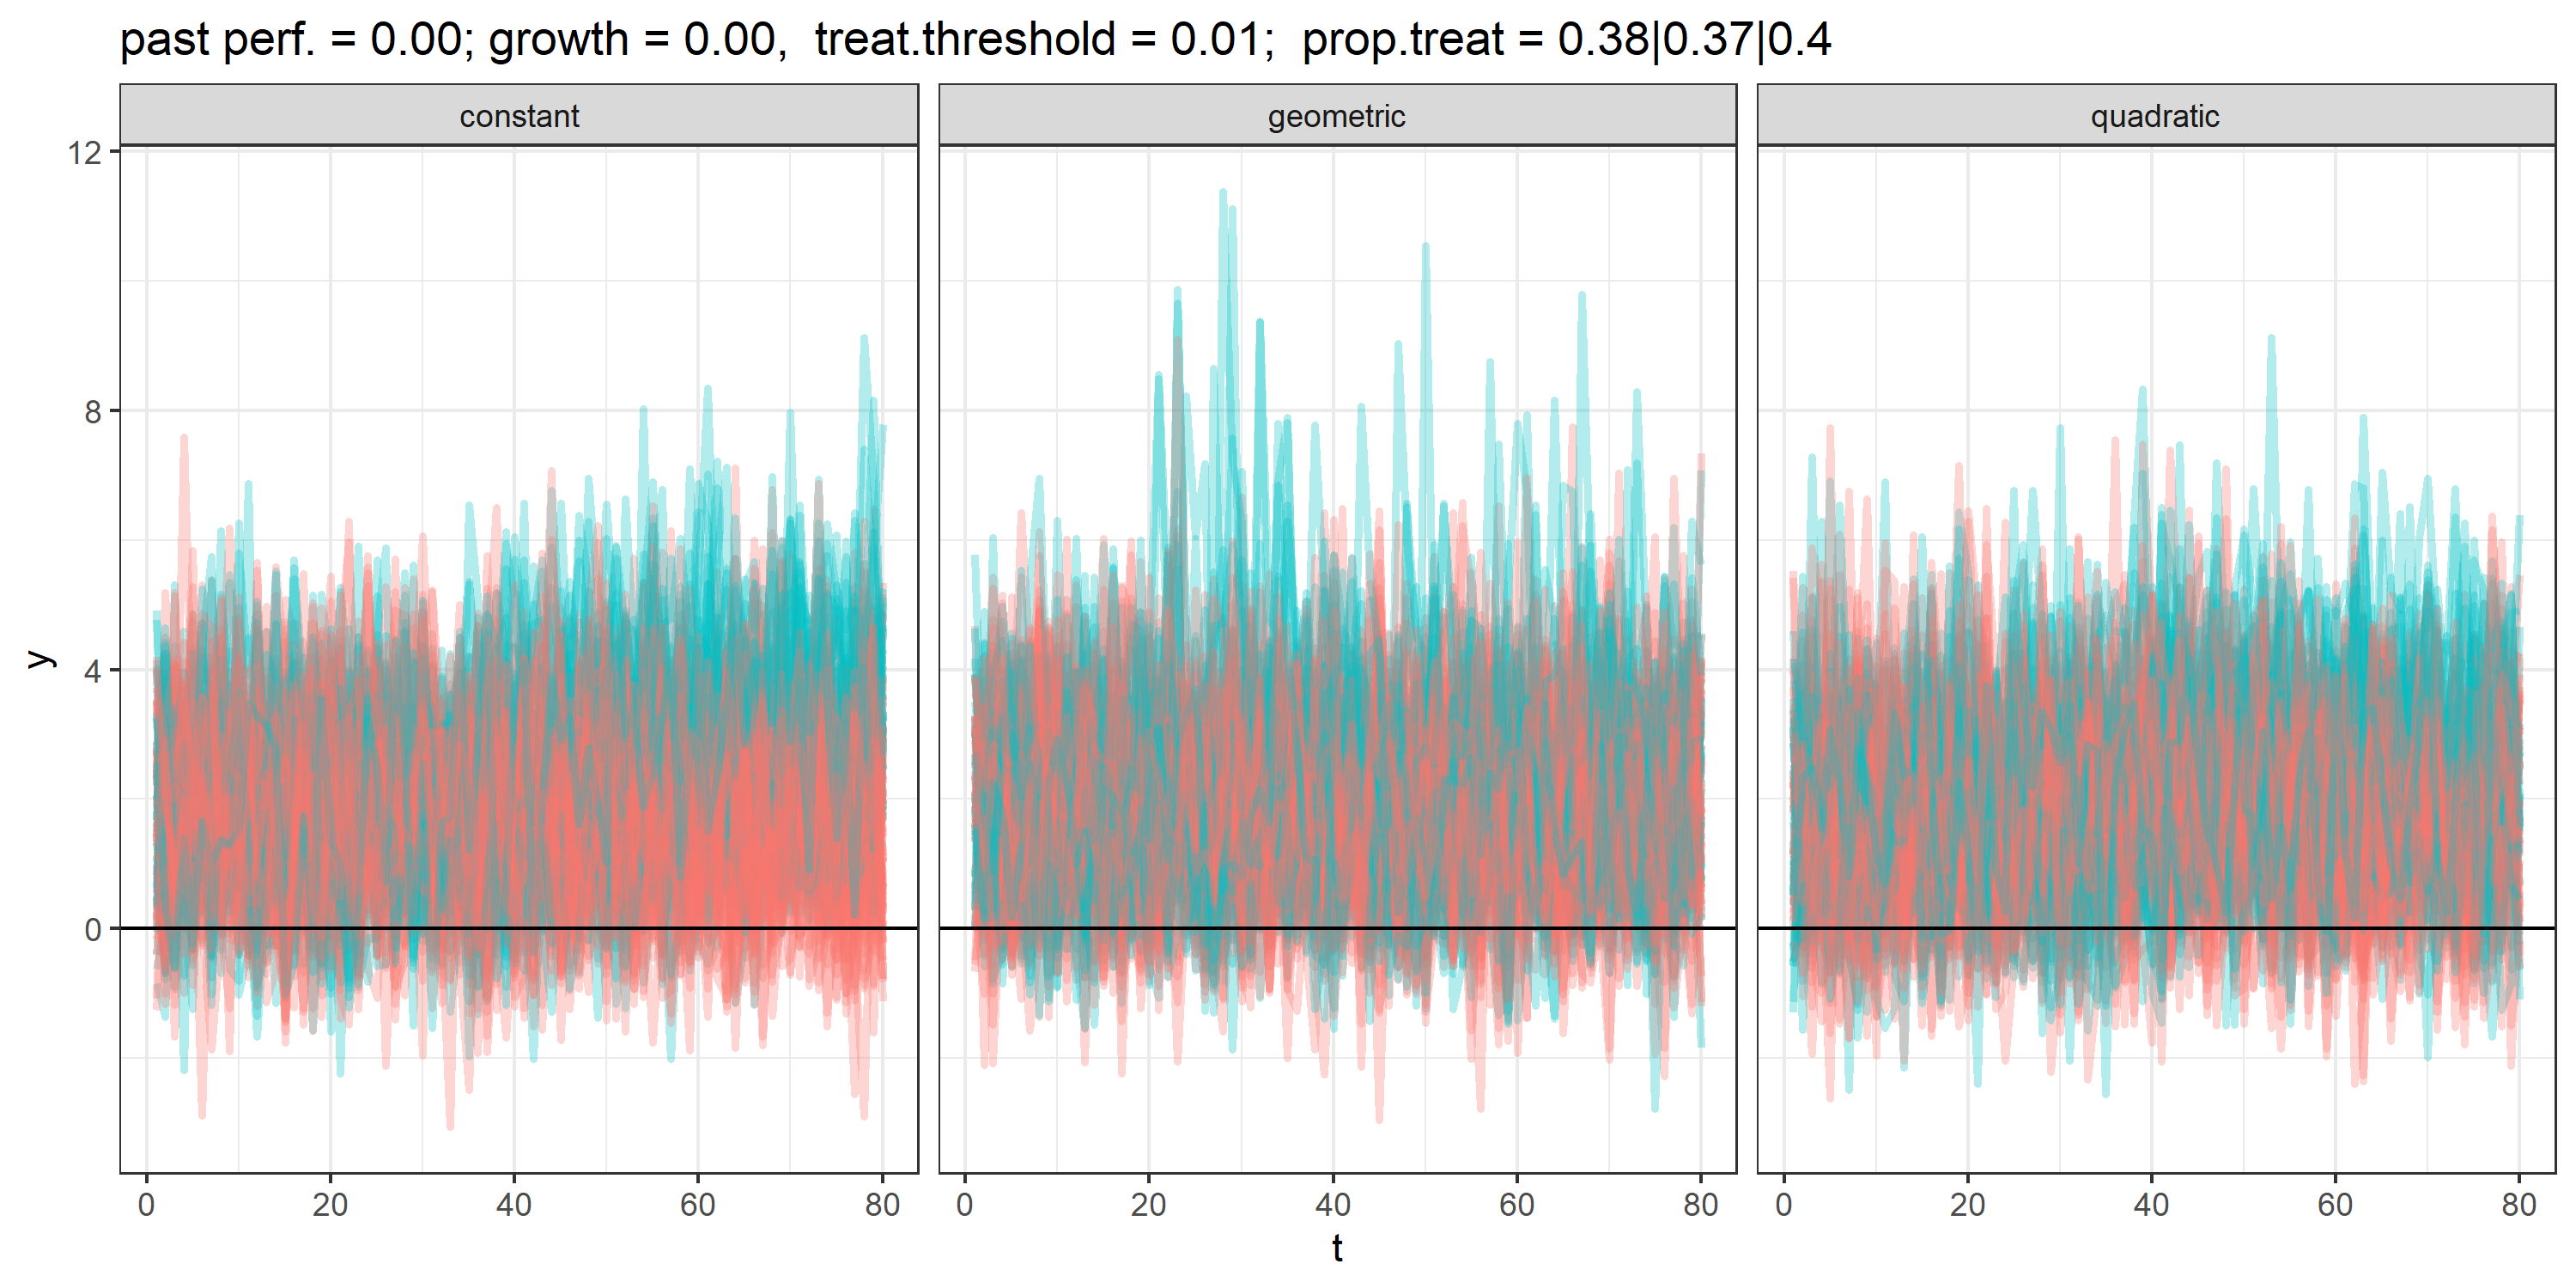 past perf. = 0.00; growth = 0.00,  treat.threshold = 0.01;  prop.treat = 0.38|0.37|0.4
constant geometric quadratic
12
8
4
0
y
0 20 40 60 80 0 20 40 60 80 0 20 40 60 80
t